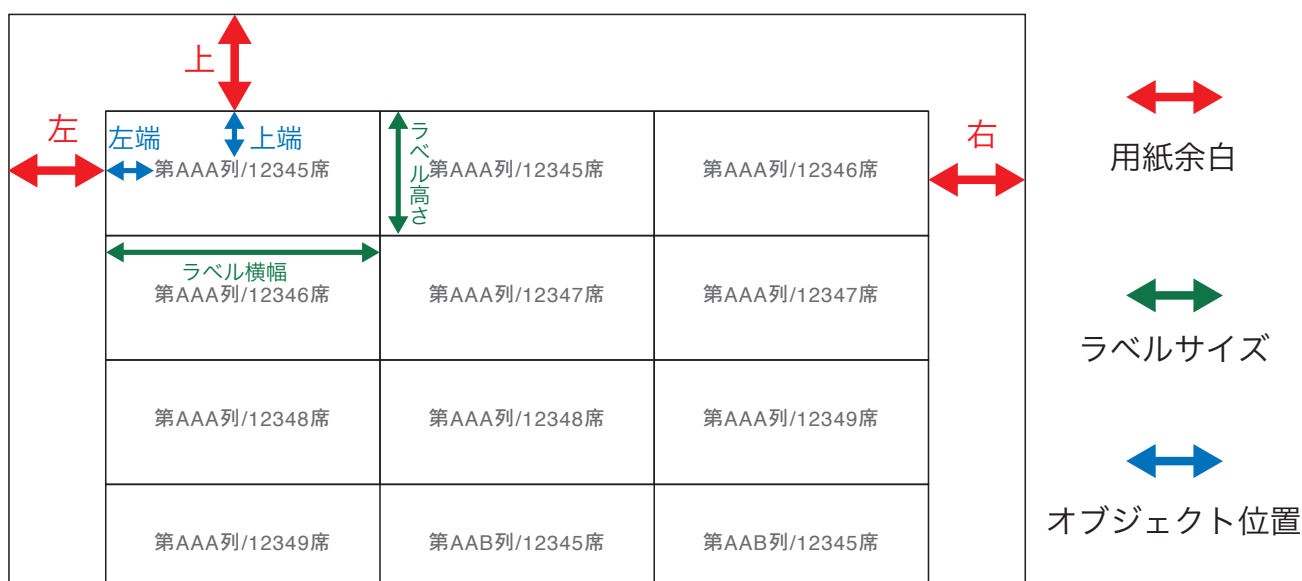 上
左
左端
上端
ラベル高さ
右
第AAA列/12345席
第AAA列/12345席
第AAA列/12346席
ラベル横幅
第AAA列/12346席
第AAA列/12347席
第AAA列/12347席
第AAA列/12348席
第AAA列/12348席
第AAA列/12349席
第AAA列/12349席
第AAB列/12345席
第AAB列/12345席
用紙余白
ラベルサイズ
オブジェクト位置